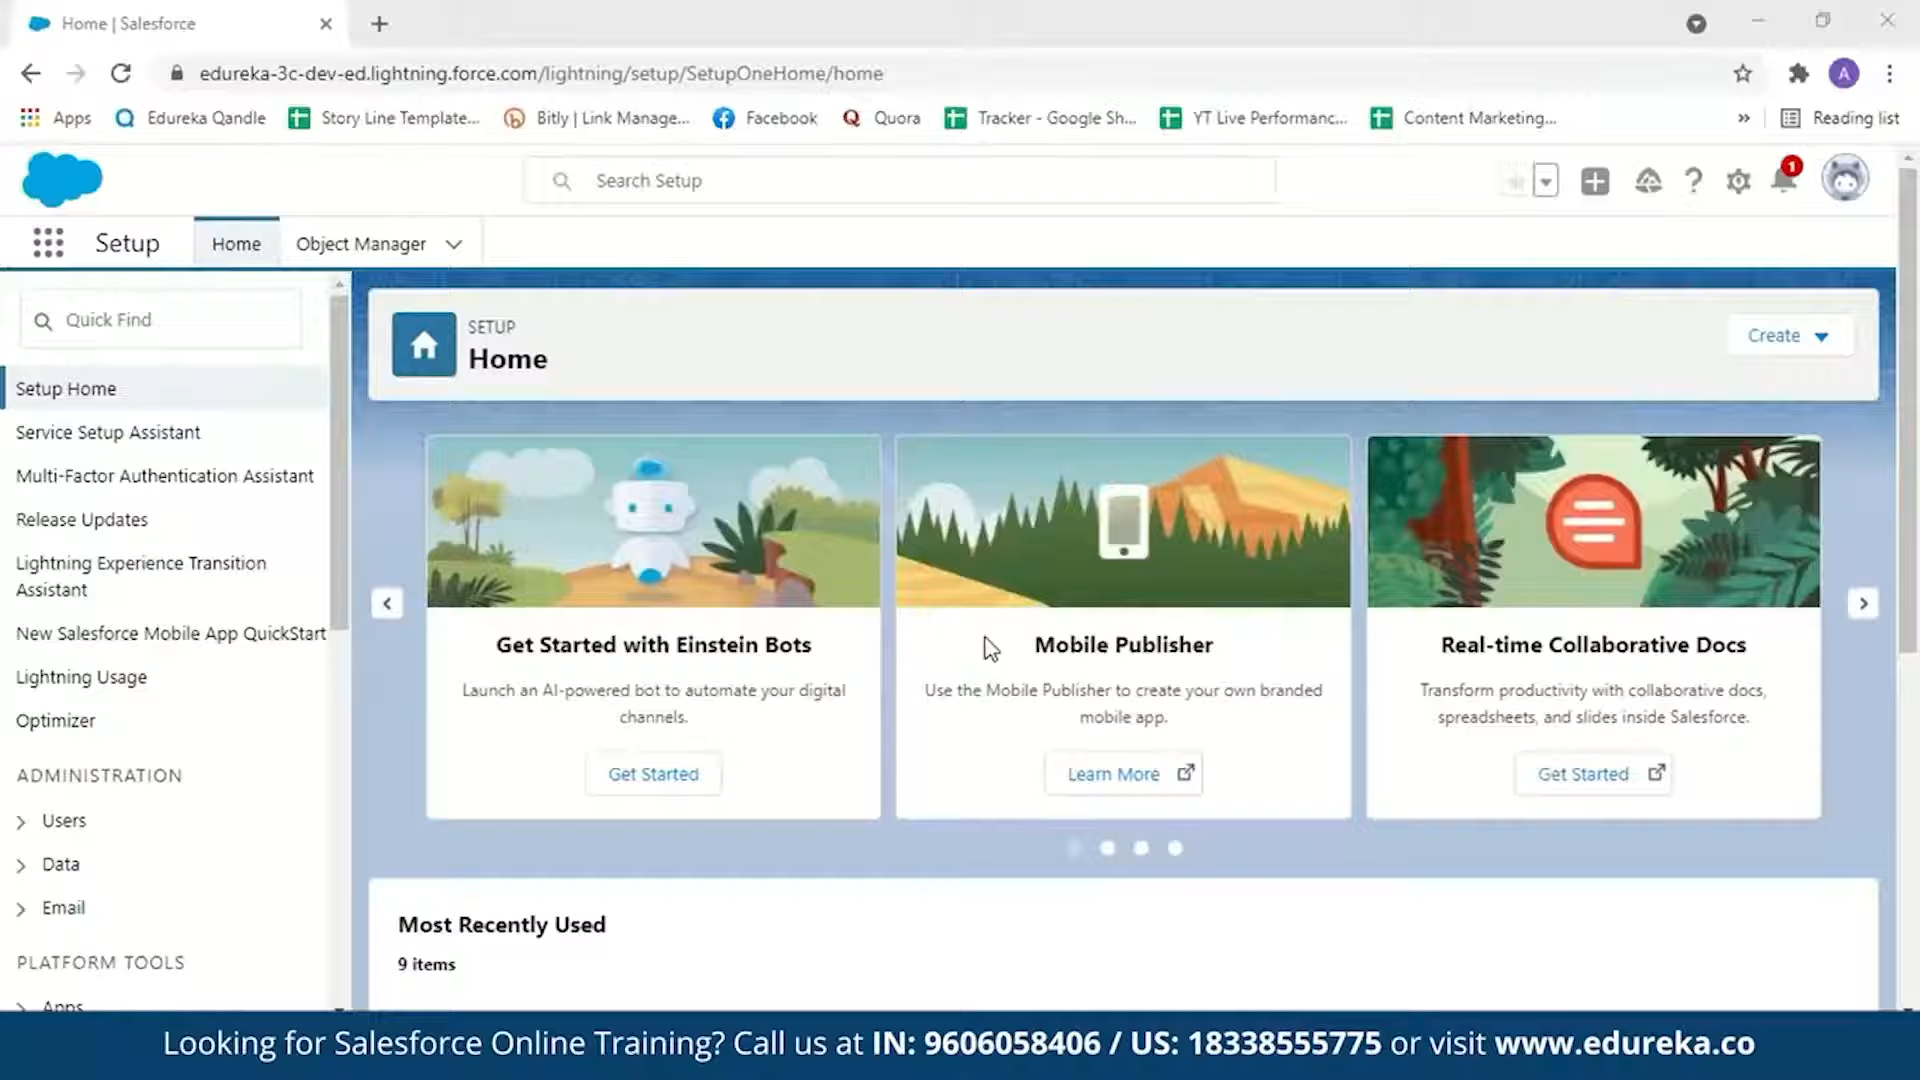 Home | Salesforce
edureka-3c-dev-ed.lightning.force.com/lightning/setup/SetupOneHome/home
A
Apps
Edureka Qandle
Story Line Template...
Bitly | Link Manage...
Facebook
Quora
Tracker - Google Sh...
YT Live Performanc...
Content Marketing...
»
Reading list
Search Setup
1
Setup
Home
Object Manager
Quick Find
Setup Home
Service Setup Assistant
Multi-Factor Authentication Assistant
Release Updates
Lightning Experience Transition
Assistant
New Salesforce Mobile App QuickStart
Lightning Usage
Optimizer
ADMINISTRATION
Users
Data
Email
PLATFORM TOOLS
Apps
SETUP
Home
Create
Get Started with Einstein Bots
Launch an AI-powered bot to automate your digital
channels.
Get Started
Mobile Publisher
Use the Mobile Publisher to create your own branded
mobile app.
Learn More
Real-time Collaborative Docs
Transform productivity with collaborative docs,
spreadsheets, and slides inside Salesforce.
Get Started
Most Recently Used
9 items
Looking for Salesforce Online Training? Call us at IN: 9606058406 / US: 18338555775 or visit www.edureka.co